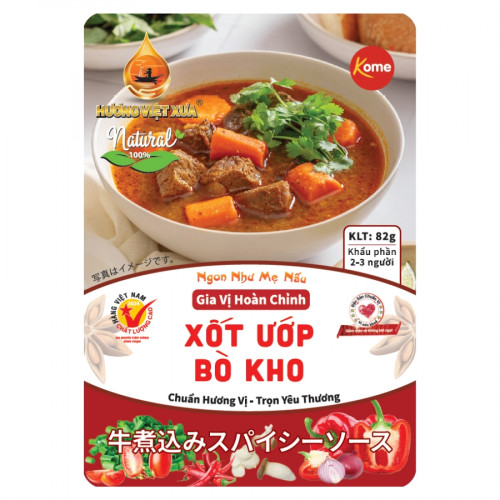 Kome
HƯƠNG VIỆT XƯA®
Natural
100%
KLT: 82g
Khẩu phần
2-3 người
写真はイメージです。
Ngon Như Mẹ Nấu
Gia Vị Hoàn Chỉnh
HÀNG VIỆT NAM
CHẤT LƯỢNG CAO
XỐT ƯỚP
BÒ KHO
Chuẩn Hương Vị - Trọn Yêu Thương
牛煮込みスパイシーソース